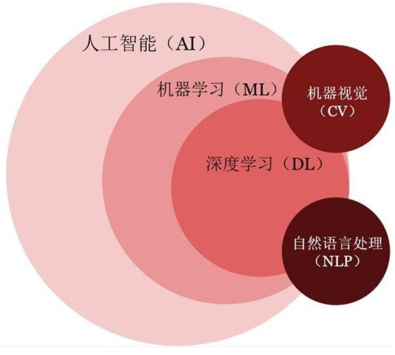 人工智能（AI）
机器学习（ML）
机器视觉
（CV）
深度学习（DL）
自然语言处理
（NLP）